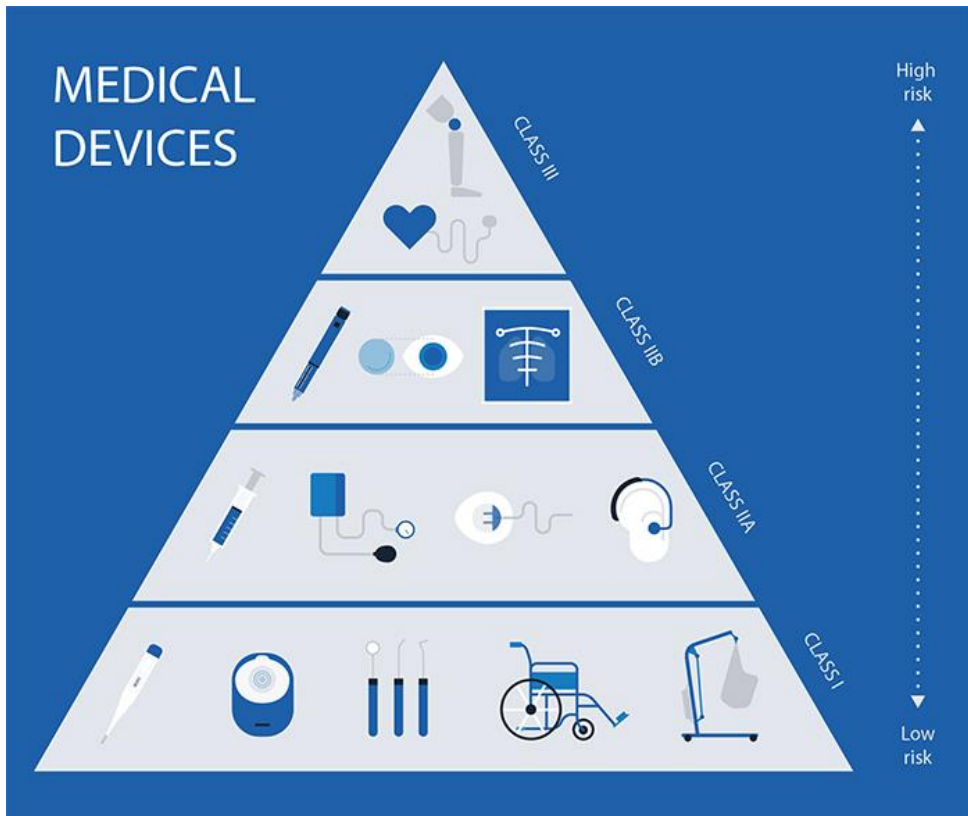 MEDICAL
DEVICES
High
risk
CLASS III
CLASS IIB
CLASS IIA
CLASS I
Low
risk